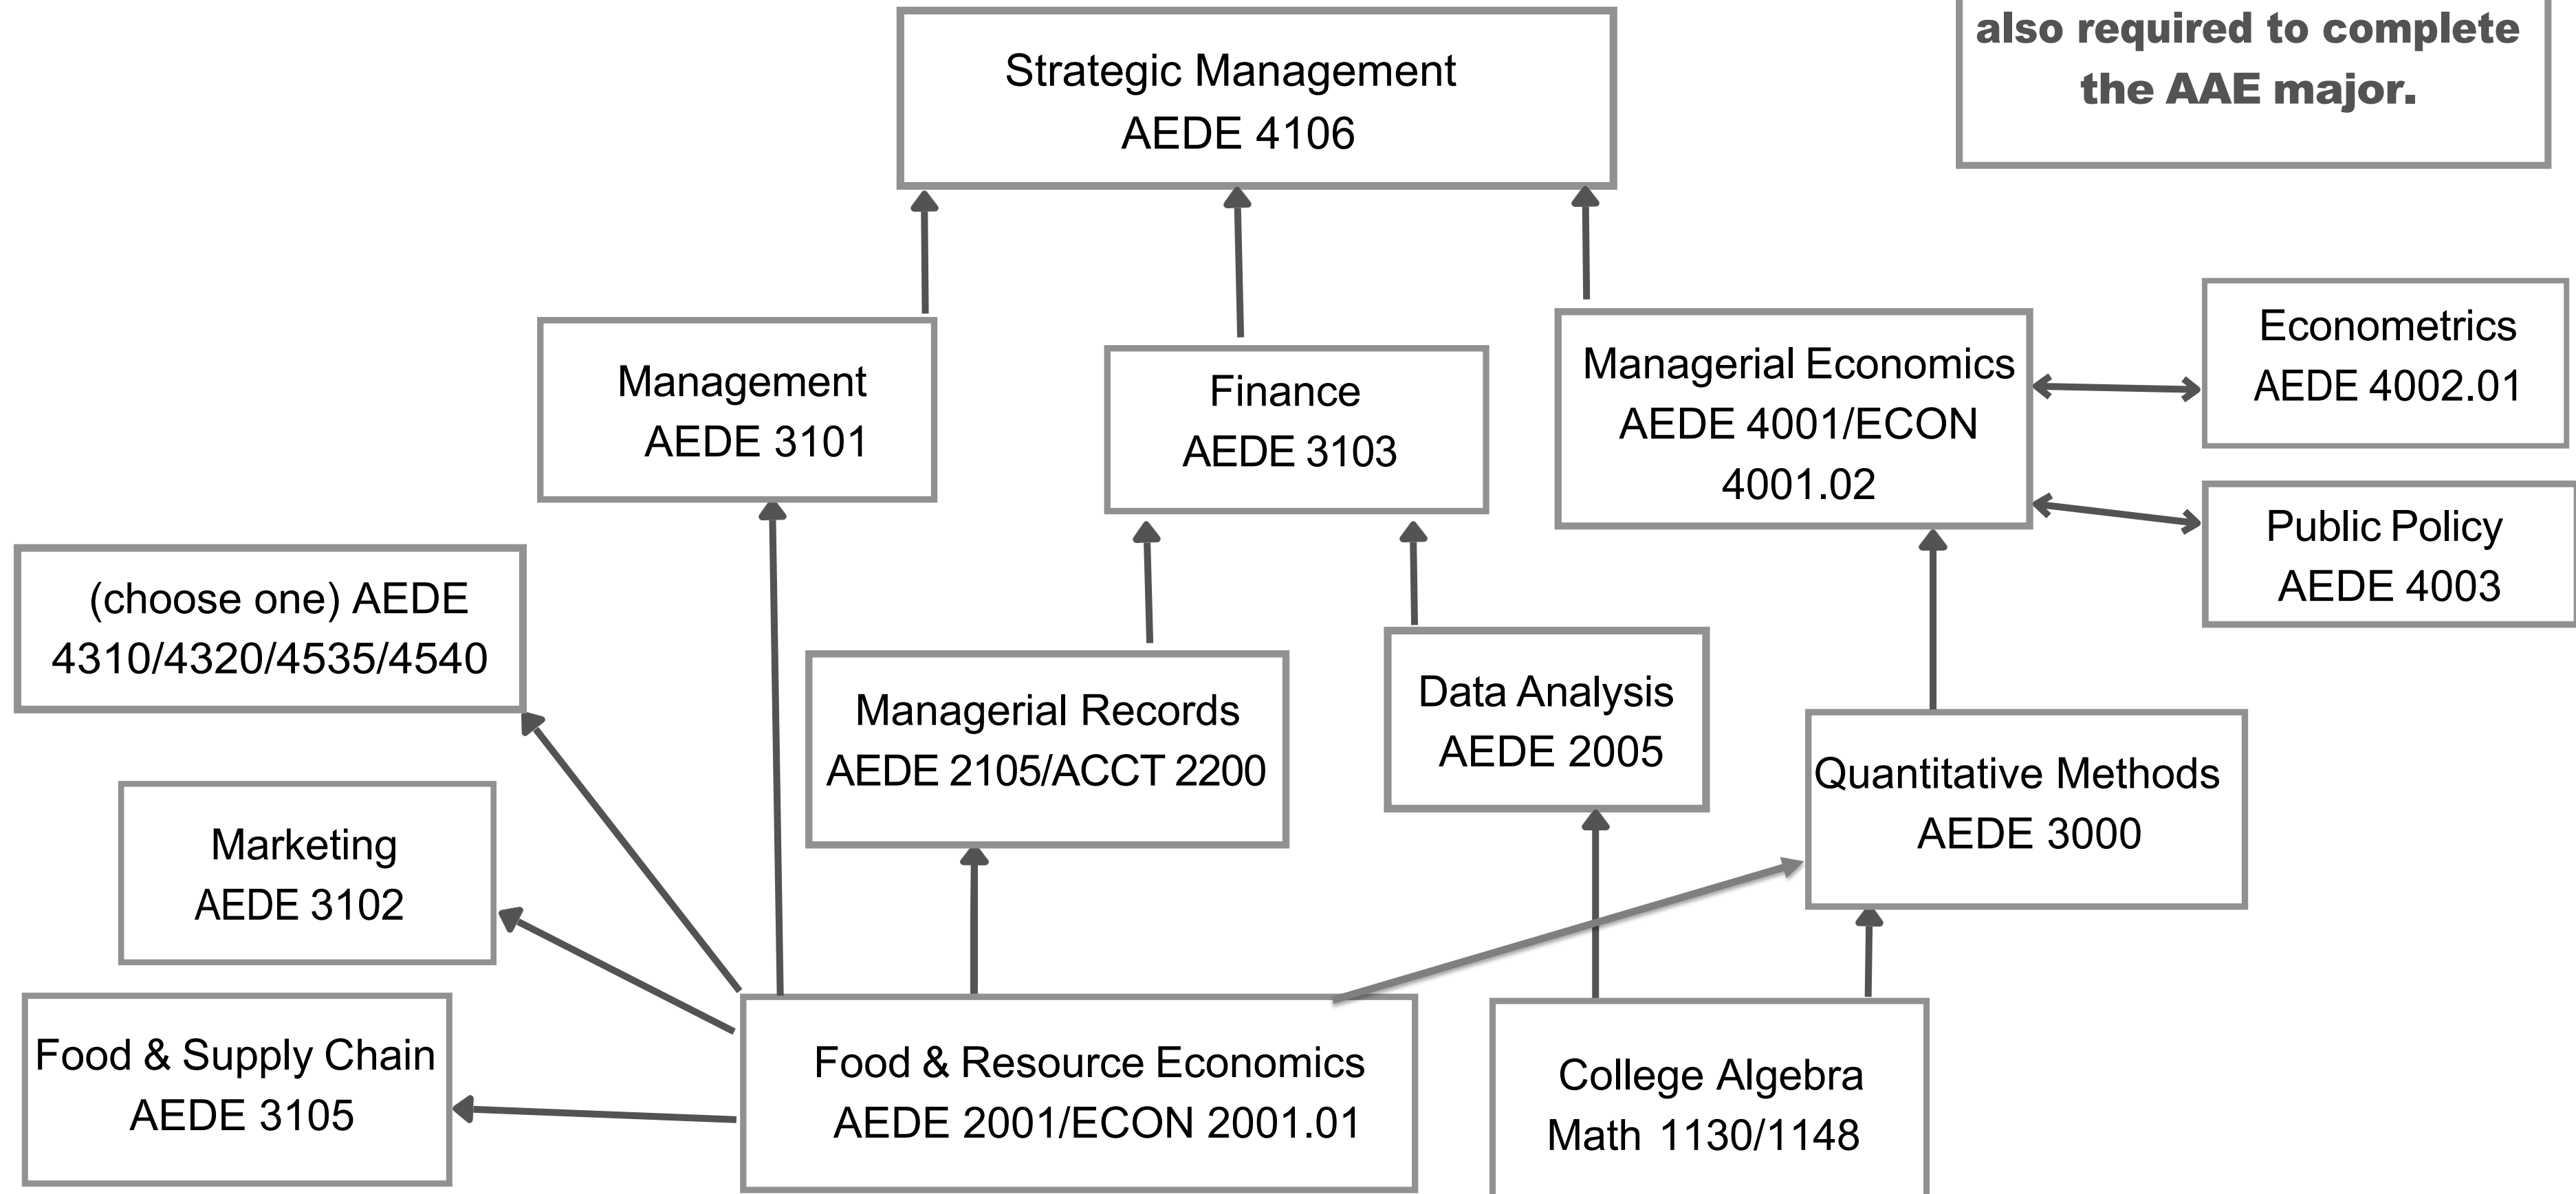 also required to complete
the AAE major.
Strategic Management
AEDE 4106
Management
AEDE 3101
Finance
AEDE 3103
Managerial Economics
AEDE 4001/ECON
4001.02
Econometrics
AEDE 4002.01
Public Policy
AEDE 4003
(choose one) AEDE
4310/4320/4535/4540
Managerial Records
AEDE 2105/ACCT 2200
Data Analysis
AEDE 2005
Quantitative Methods
AEDE 3000
Marketing
AEDE 3102
Food & Supply Chain
AEDE 3105
Food & Resource Economics
AEDE 2001/ECON 2001.01
College Algebra
Math 1130/1148